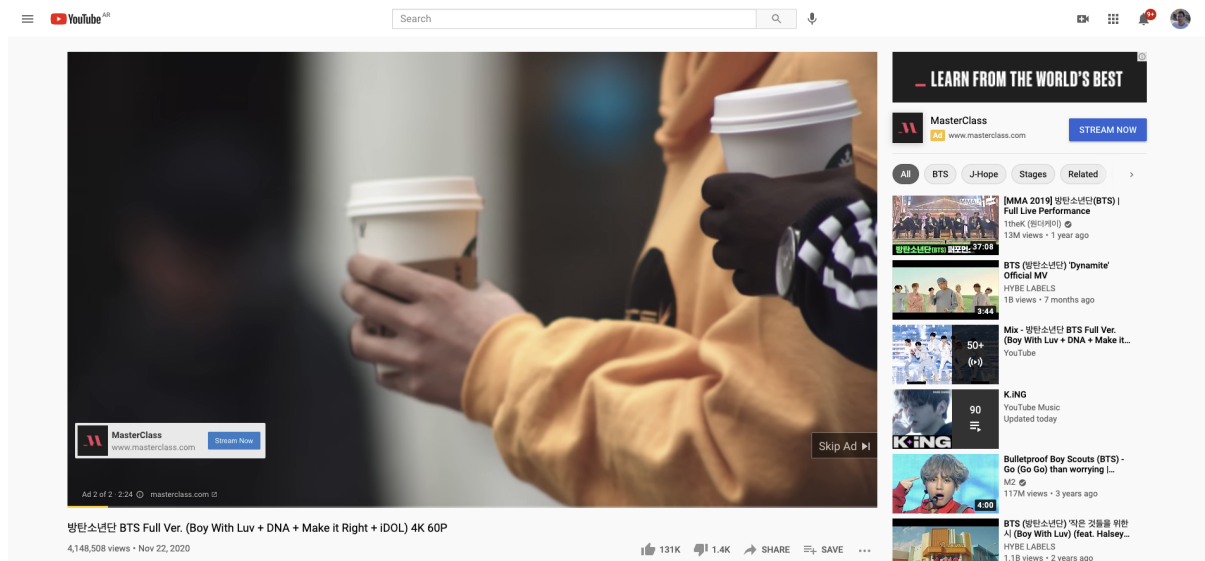 YouTube AR
Search
9+
LEARN FROM THE WORLD'S BEST
MasterClass
Ad www.masterclass.com
STREAM NOW
All BTS J-Hope Stages Related
[MMA 2019] 방탄소년단(BTS) |
Full Live Performance
1theK (원더케이)
13M views • 1 year ago
MMA
방탄소년단(BTS)
37:08
BTS (방탄소년단) 'Dynamite'
Official MV
HYBE LABELS
1B views • 7 months ago
3:44
Mix - 방탄소년단 BTS Full Ver.
(Boy With Luv + DNA + Make it...
YouTube
50+
K.iNG
YouTube Music
Updated today
90
K·iNG
Bulletproof Boy Scouts (BTS) -
Go (Go Go) than worrying |...
M2
117M views • 3 years ago
4:00
BTS (방탄소년단) '작은 것들을 위한
시 (Boy With Luv) (feat. Halsey...
HYBE LABELS
1.1B views • 2 years ago
MasterClass
www.masterclass.com
Stream Now
Skip Ad
Ad 2 of 2 · 2:24 masterclass.com
방탄소년단 BTS Full Ver. (Boy With Luv + DNA + Make it Right + iDOL) 4K 60P
4,148,508 views • Nov 22, 2020
131K 1.4K SHARE SAVE